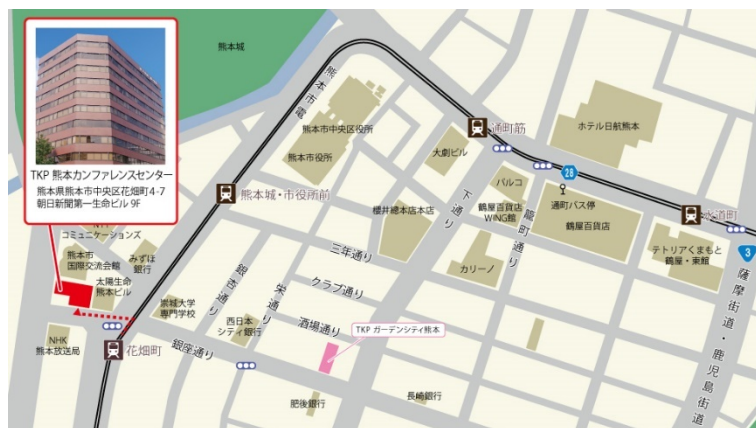 TKP 熊本カンファレンスセンター
熊本県熊本市中央区花畑町4-7
朝日新聞第一生命ビル 9F
熊本城
熊本市電
熊本市中央区役所
熊本市役所
通町筋
大劇ビル
ホテル日航熊本
28
パルコ
鶴屋百貨店
WING館
通町バス停
鶴屋百貨店
水道町
テトリアくまもと
鶴屋・東館
3
薩摩街道・鹿児島街道
下通り
櫻井總本店本店
カリーノ
熊本城・市役所前
コミュニケーションズ
熊本市
国際交流会館
みずほ
銀行
太陽生命
熊本ビル
崇城大学
専門学校
銀杏通り
栄通り
三年通り
クラブ通り
酒場通り
西日本
シティ銀行
TKP ガーデンシティ熊本
NHK
熊本放送局
花畑町
銀座通り
肥後銀行
長崎銀行